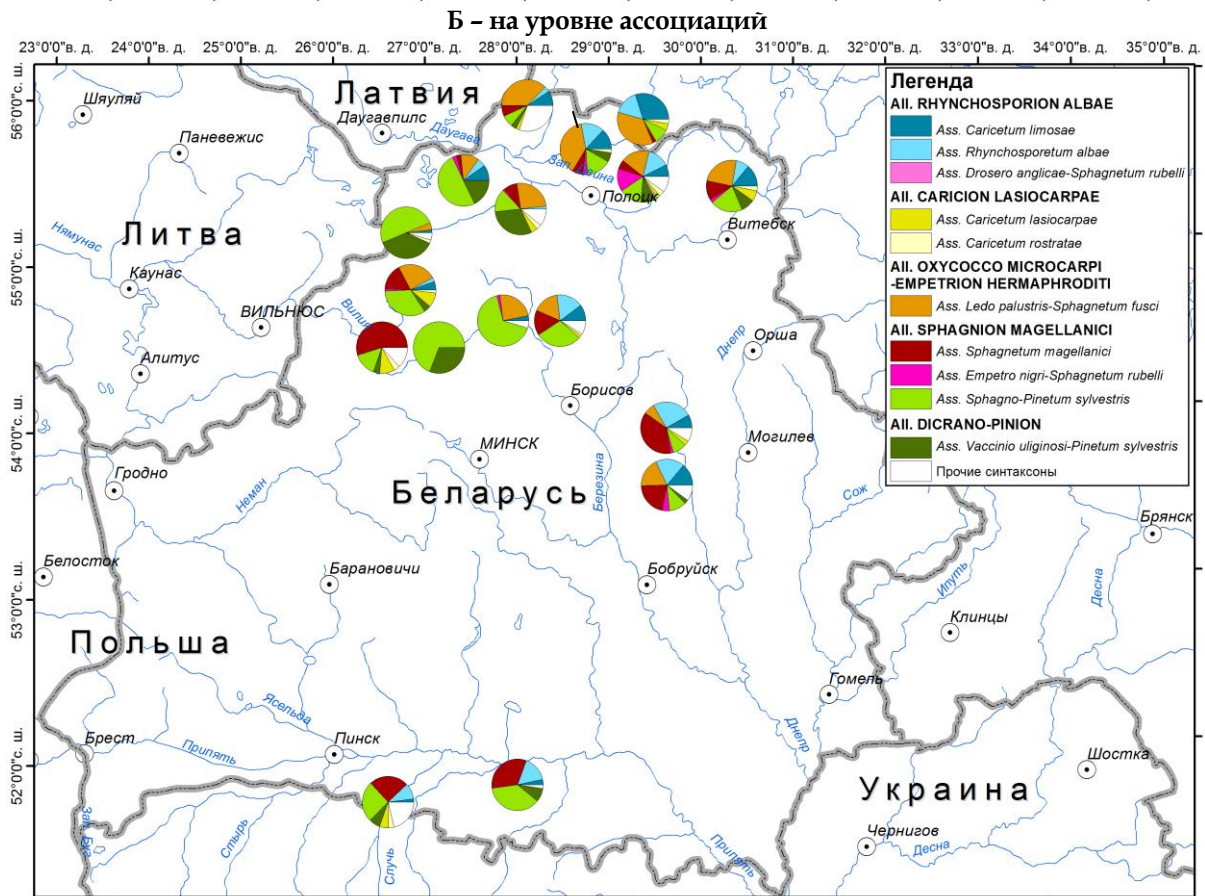 Б – на уровне ассоциаций
23°0'0"в. д. 24°0'0"в. д. 25°0'0"в. д. 26°0'0"в. д. 27°0'0"в. д. 28°0'0"в. д. 29°0'0"в. д. 30°0'0"в. д. 31°0'0"в. д. 32°0'0"в. д. 33°0'0"в. д. 34°0'0"в. д. 35°0'0"в. д.
56°0'0"с. ш.
55°0'0"с. ш.
54°0'0"с. ш.
53°0'0"с. ш.
52°0'0"с. ш.
Легенда
All. RHYNCHOSPORION ALBAE
Ass. Caricetum limosae
Ass. Rhynchosporetum albae
Ass. Drosero anglicae-Sphagnetum rubelli
All. CARICION LASIOCARPAE
Ass. Caricetum lasiocarpae
Ass. Caricetum rostratae
All. OXYCOCCO MICROCARPI
-EMPETRION HERMAPHRODITI
Ass. Ledo palustris-Sphagnetum fusci
All. SPHAGNION MAGELLANICI
Ass. Sphagnetum magellanici
Ass. Empetro nigri-Sphagnetum rubelli
Ass. Sphagno-Pinetum sylvestris
All. DICRANO-PINION
Ass. Vaccinio uliginosi-Pinetum sylvestris
Прочие синтаксоны
Шяуляй
Латвия
Даугавпилс
Паневежис
Даугава
Зап. Двина
Полоцк
Витебск
Литва
Нямунас
Каунас
ВИЛЬНЮС
Вилия
Днепр
Орша
Алитус
Борисов
МИНСК
Могилев
Гродно
Неман
Беларусь
Березина
Сож
Брянск
Белосток
Барановичи
Бобруйск
Ипуть
Десна
Клинцы
Польша
Гомель
Ясельда
Брест
Припять
Пинск
Днепр
Шостка
Украина
Зап. Буг
Стырь
Случь
Припять
Чернигов
Десна